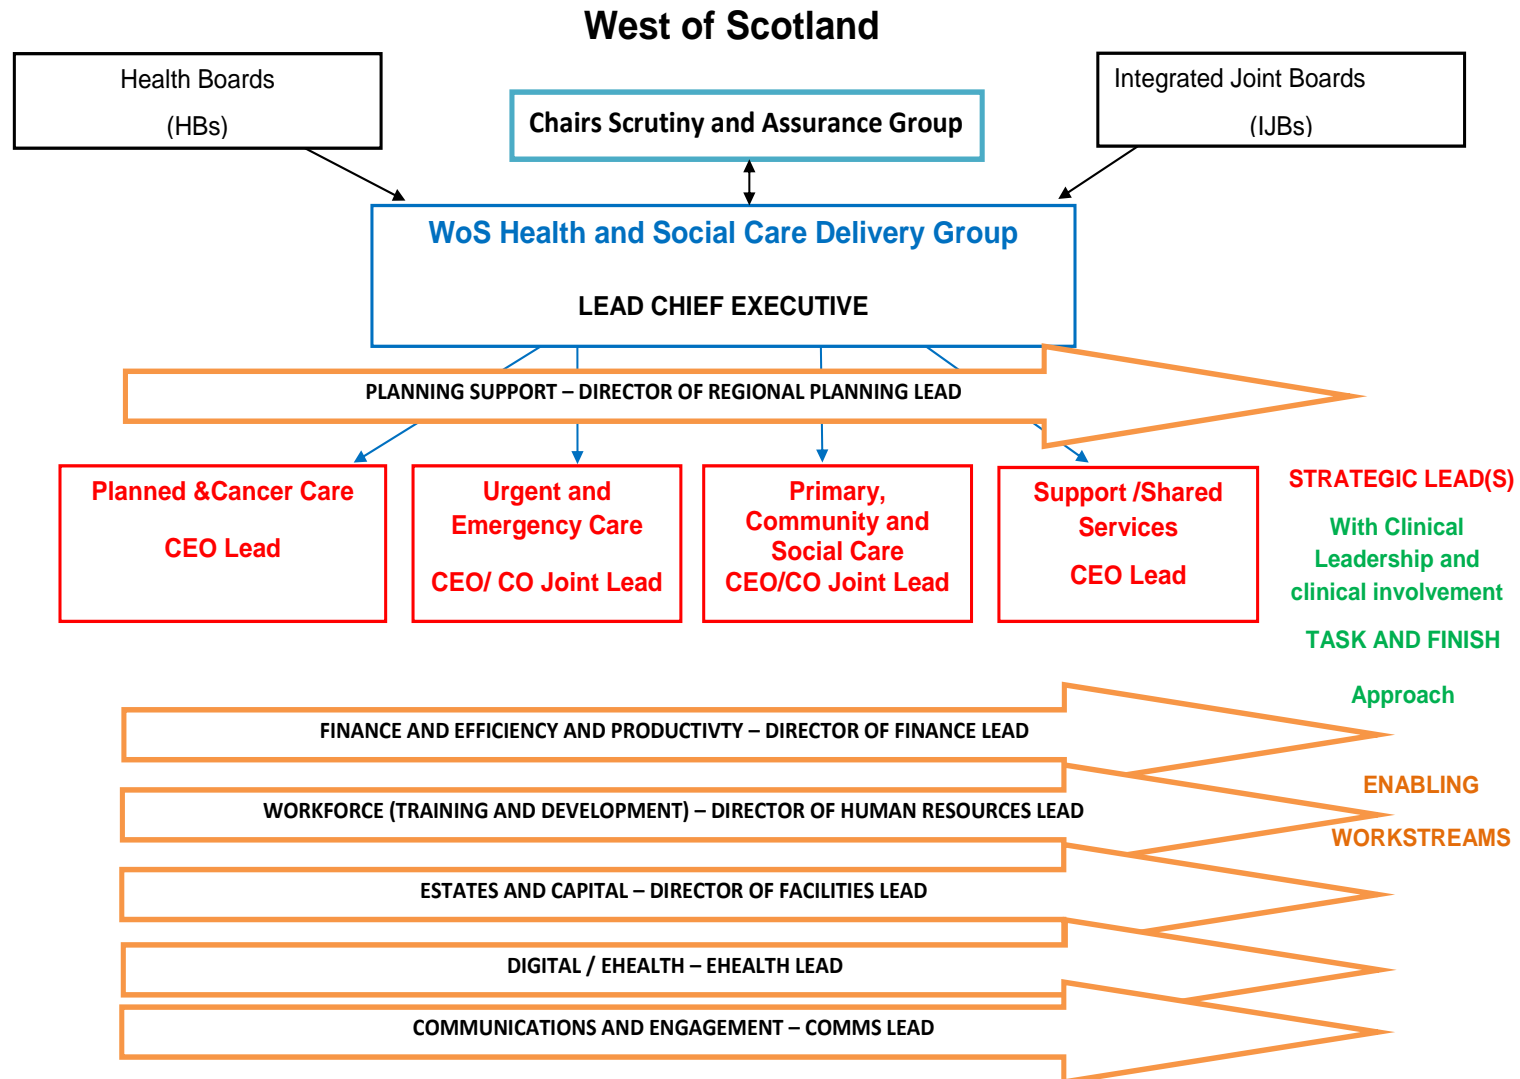 West of Scotland
Health Boards
(HBs)
Chairs Scrutiny and Assurance Group
Integrated Joint Boards
(IJBs)
WoS Health and Social Care Delivery Group
LEAD CHIEF EXECUTIVE
PLANNING SUPPORT – DIRECTOR OF REGIONAL PLANNING LEAD
Planned &Cancer Care
CEO Lead
Urgent and
Emergency Care
CEO/ CO Joint Lead
Primary,
Community and
Social Care
CEO/CO Joint Lead
Support /Shared
Services
CEO Lead
STRATEGIC LEAD(S)
With Clinical
Leadership and
clinical involvement
TASK AND FINISH
Approach
FINANCE AND EFFICIENCY AND PRODUCTIVTY – DIRECTOR OF FINANCE LEAD
WORKFORCE (TRAINING AND DEVELOPMENT) – DIRECTOR OF HUMAN RESOURCES LEAD
ENABLING
WORKSTREAMS
ESTATES AND CAPITAL – DIRECTOR OF FACILITIES LEAD
DIGITAL / EHEALTH – EHEALTH LEAD
COMMUNICATIONS AND ENGAGEMENT – COMMS LEAD